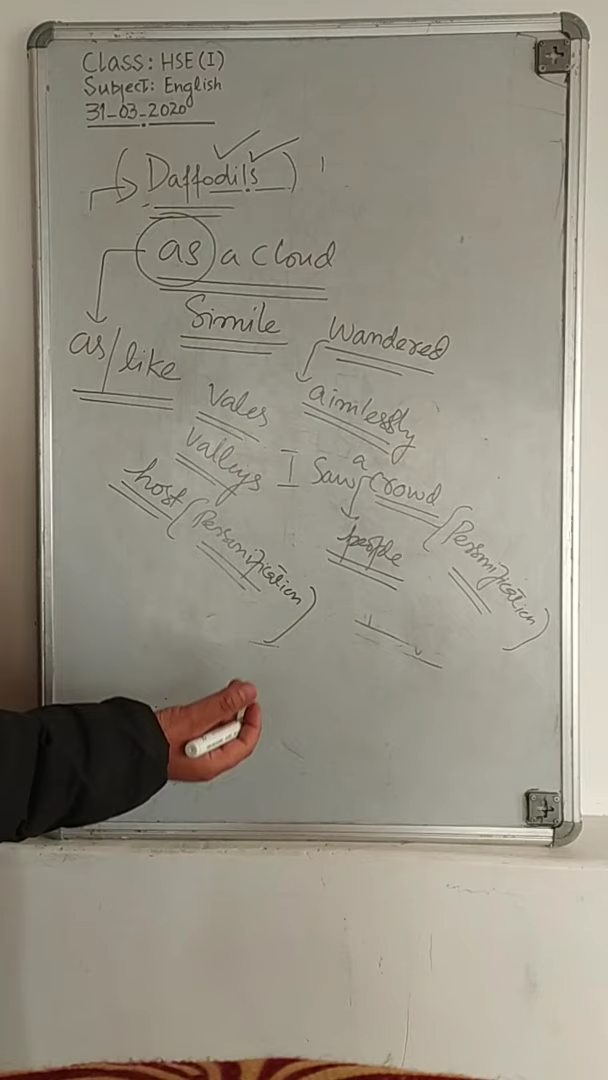 Class: HSE (I)
Subject: English
31-03-2020
(Daffodils)
as a cloud
Simile
as/like
Wandered
aimlessly
Vales
Valleys
I Saw a crowd (Personification)
people
host (Personification)